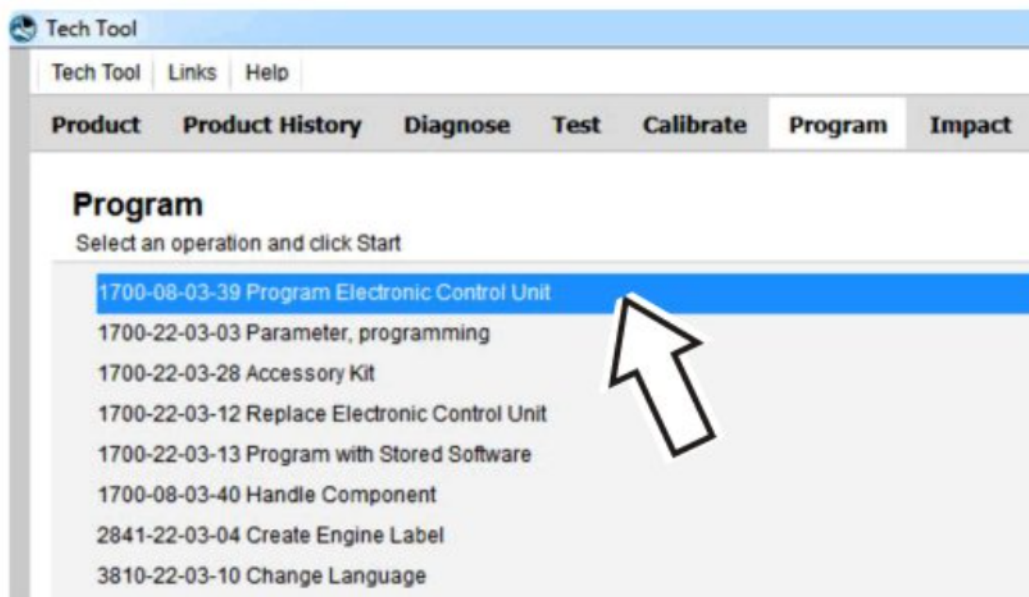 Tech Tool
Tech Tool Links Help
Product Product History Diagnose Test Calibrate Program Impact
Program
Select an operation and click Start
1700-08-03-39 Program Electronic Control Unit
1700-22-03-03 Parameter, programming
1700-22-03-28 Accessory Kit
1700-22-03-12 Replace Electronic Control Unit
1700-22-03-13 Program with Stored Software
1700-08-03-40 Handle Component
2841-22-03-04 Create Engine Label
3810-22-03-10 Change Language